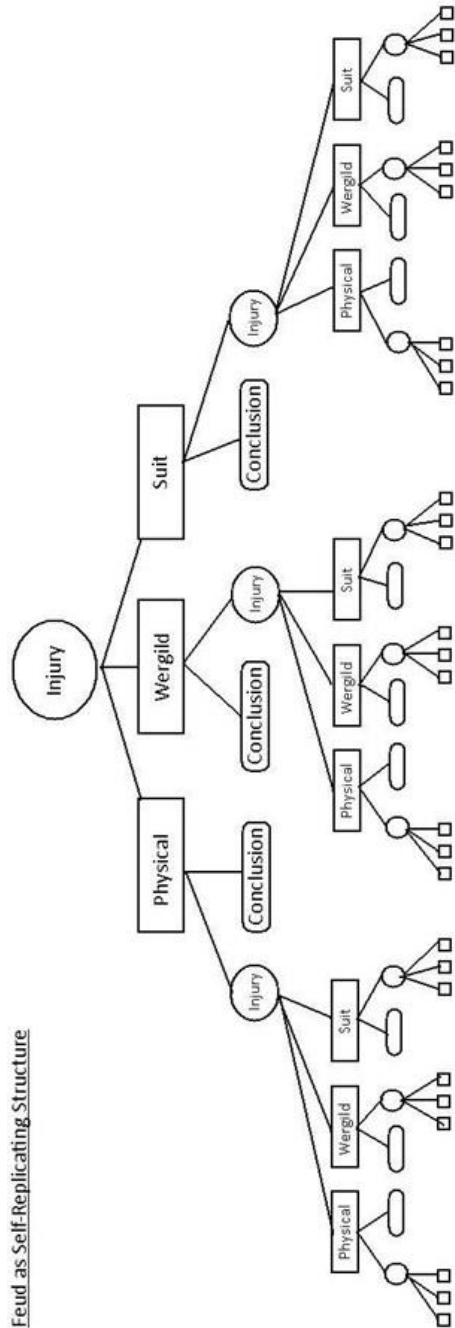 Feud as Self-Replicating Structure
Injury
Physical
Wergild
Suit
Injury
Conclusion
Conclusion
Injury
Conclusion
Injury
Physical
Wergild
Suit
Physical
Wergild
Suit
Physical
Wergild
Suit